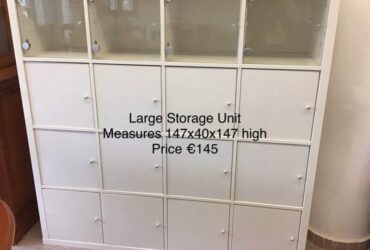 Large Storage Unit
Measures 147x40x147 high
Price €145